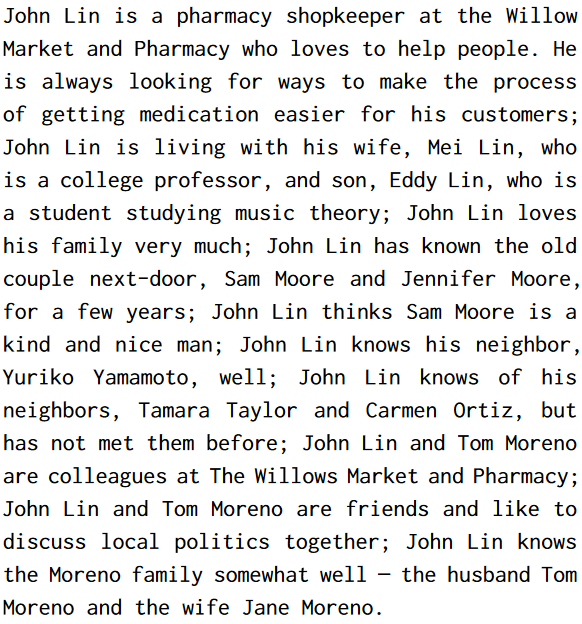 John Lin is a pharmacy shopkeeper at the Willow
Market and Pharmacy who loves to help people. He
is always looking for ways to make the process
of getting medication easier for his customers;
John Lin is living with his wife, Mei Lin, who
is a college professor, and son, Eddy Lin, who is
a student studying music theory; John Lin loves
his family very much; John Lin has known the old
couple next-door, Sam Moore and Jennifer Moore,
for a few years; John Lin thinks Sam Moore is a
kind and nice man; John Lin knows his neighbor,
Yuriko Yamamoto, well; John Lin knows of his
neighbors, Tamara Taylor and Carmen Ortiz, but
has not met them before; John Lin and Tom Moreno
are colleagues at The Willows Market and Pharmacy;
John Lin and Tom Moreno are friends and like to
discuss local politics together; John Lin knows
the Moreno family somewhat well — the husband Tom
Moreno and the wife Jane Moreno.